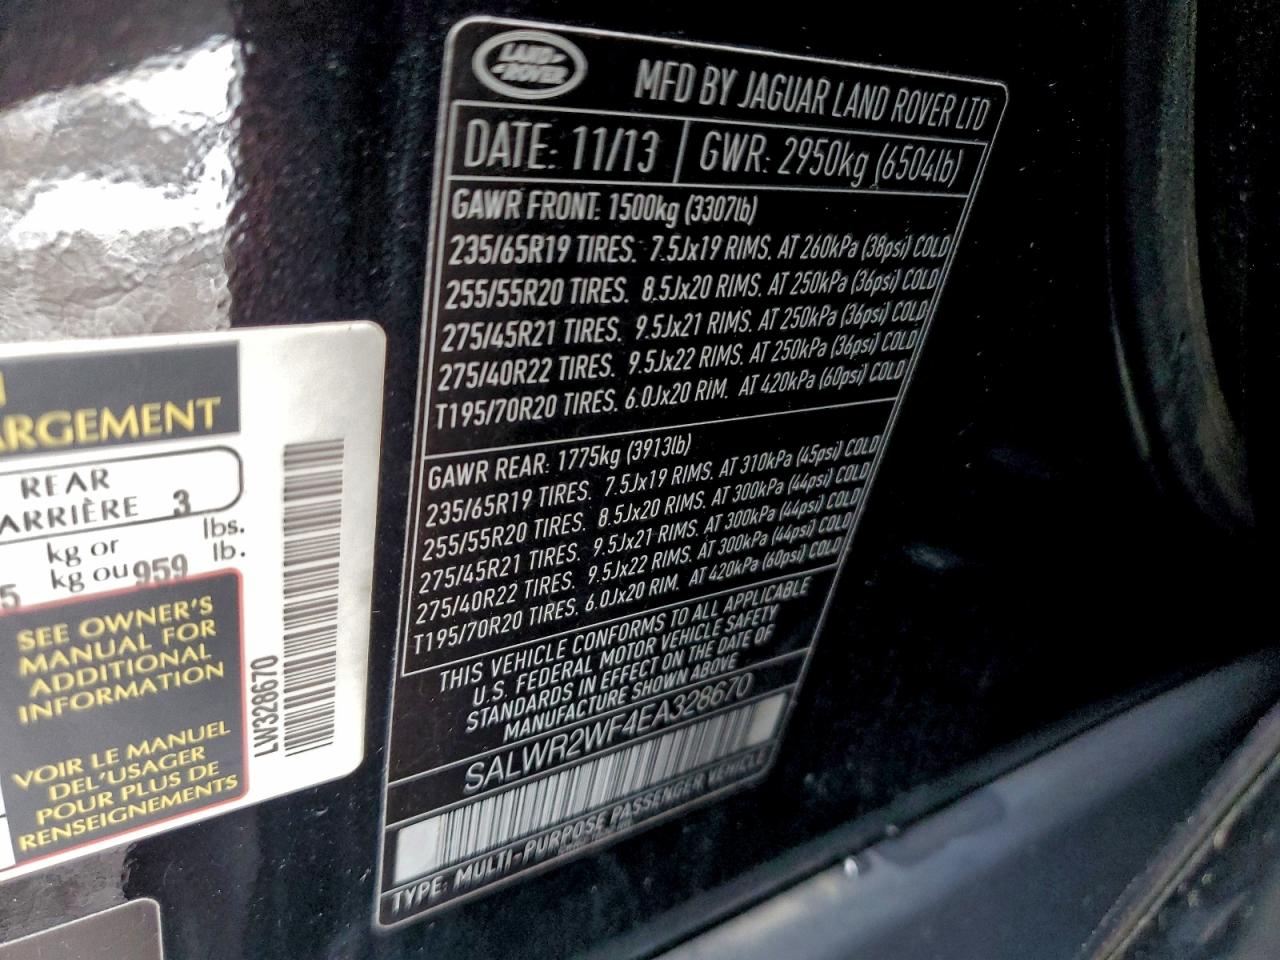 LAND ROVER
MFD BY JAGUAR LAND ROVER LTD
DATE: 11/13 GWR: 2950kg (6504lb)
GAWR FRONT: 1500kg (3307lb)
235/65R19 TIRES. 7.5Jx19 RIMS. AT 260kPa (38psi) COLD
255/55R20 TIRES. 8.5Jx20 RIMS. AT 250kPa (36psi) COLD
275/45R21 TIRES. 9.5Jx21 RIMS. AT 250kPa (36psi) COLD
275/40R22 TIRES. 9.5Jx22 RIMS. AT 250kPa (36psi) COLD
T195/70R20 TIRES. 6.0Jx20 RIM. AT 420kPa (60psi) COLD
GAWR REAR: 1775kg (3913lb)
235/65R19 TIRES. 7.5Jx19 RIMS. AT 310kPa (45psi) COLD
255/55R20 TIRES. 8.5Jx20 RIMS. AT 300kPa (44psi) COLD
275/45R21 TIRES. 9.5Jx21 RIMS. AT 300kPa (44psi) COLD
275/40R22 TIRES. 9.5Jx22 RIMS. AT 300kPa (44psi) COLD
T195/70R20 TIRES. 6.0Jx20 RIM. AT 420kPa (60psi) COLD
THIS VEHICLE CONFORMS TO ALL APPLICABLE
U.S. FEDERAL MOTOR VEHICLE SAFETY
STANDARDS IN EFFECT ON THE DATE OF
MANUFACTURE SHOWN ABOVE
SALWR2WF4EA328670
TYPE: MULTI-PURPOSE PASSENGER VEHICLE
ARGEMENT
REAR
ARRIÈRE 3
kg or lbs.
5 kg ou 959 lb.
SEE OWNER'S
MANUAL FOR
ADDITIONAL
INFORMATION
VOIR LE MANUEL
DEL'USAGER
POUR PLUS DE
RENSEIGNEMENTS
LW328670